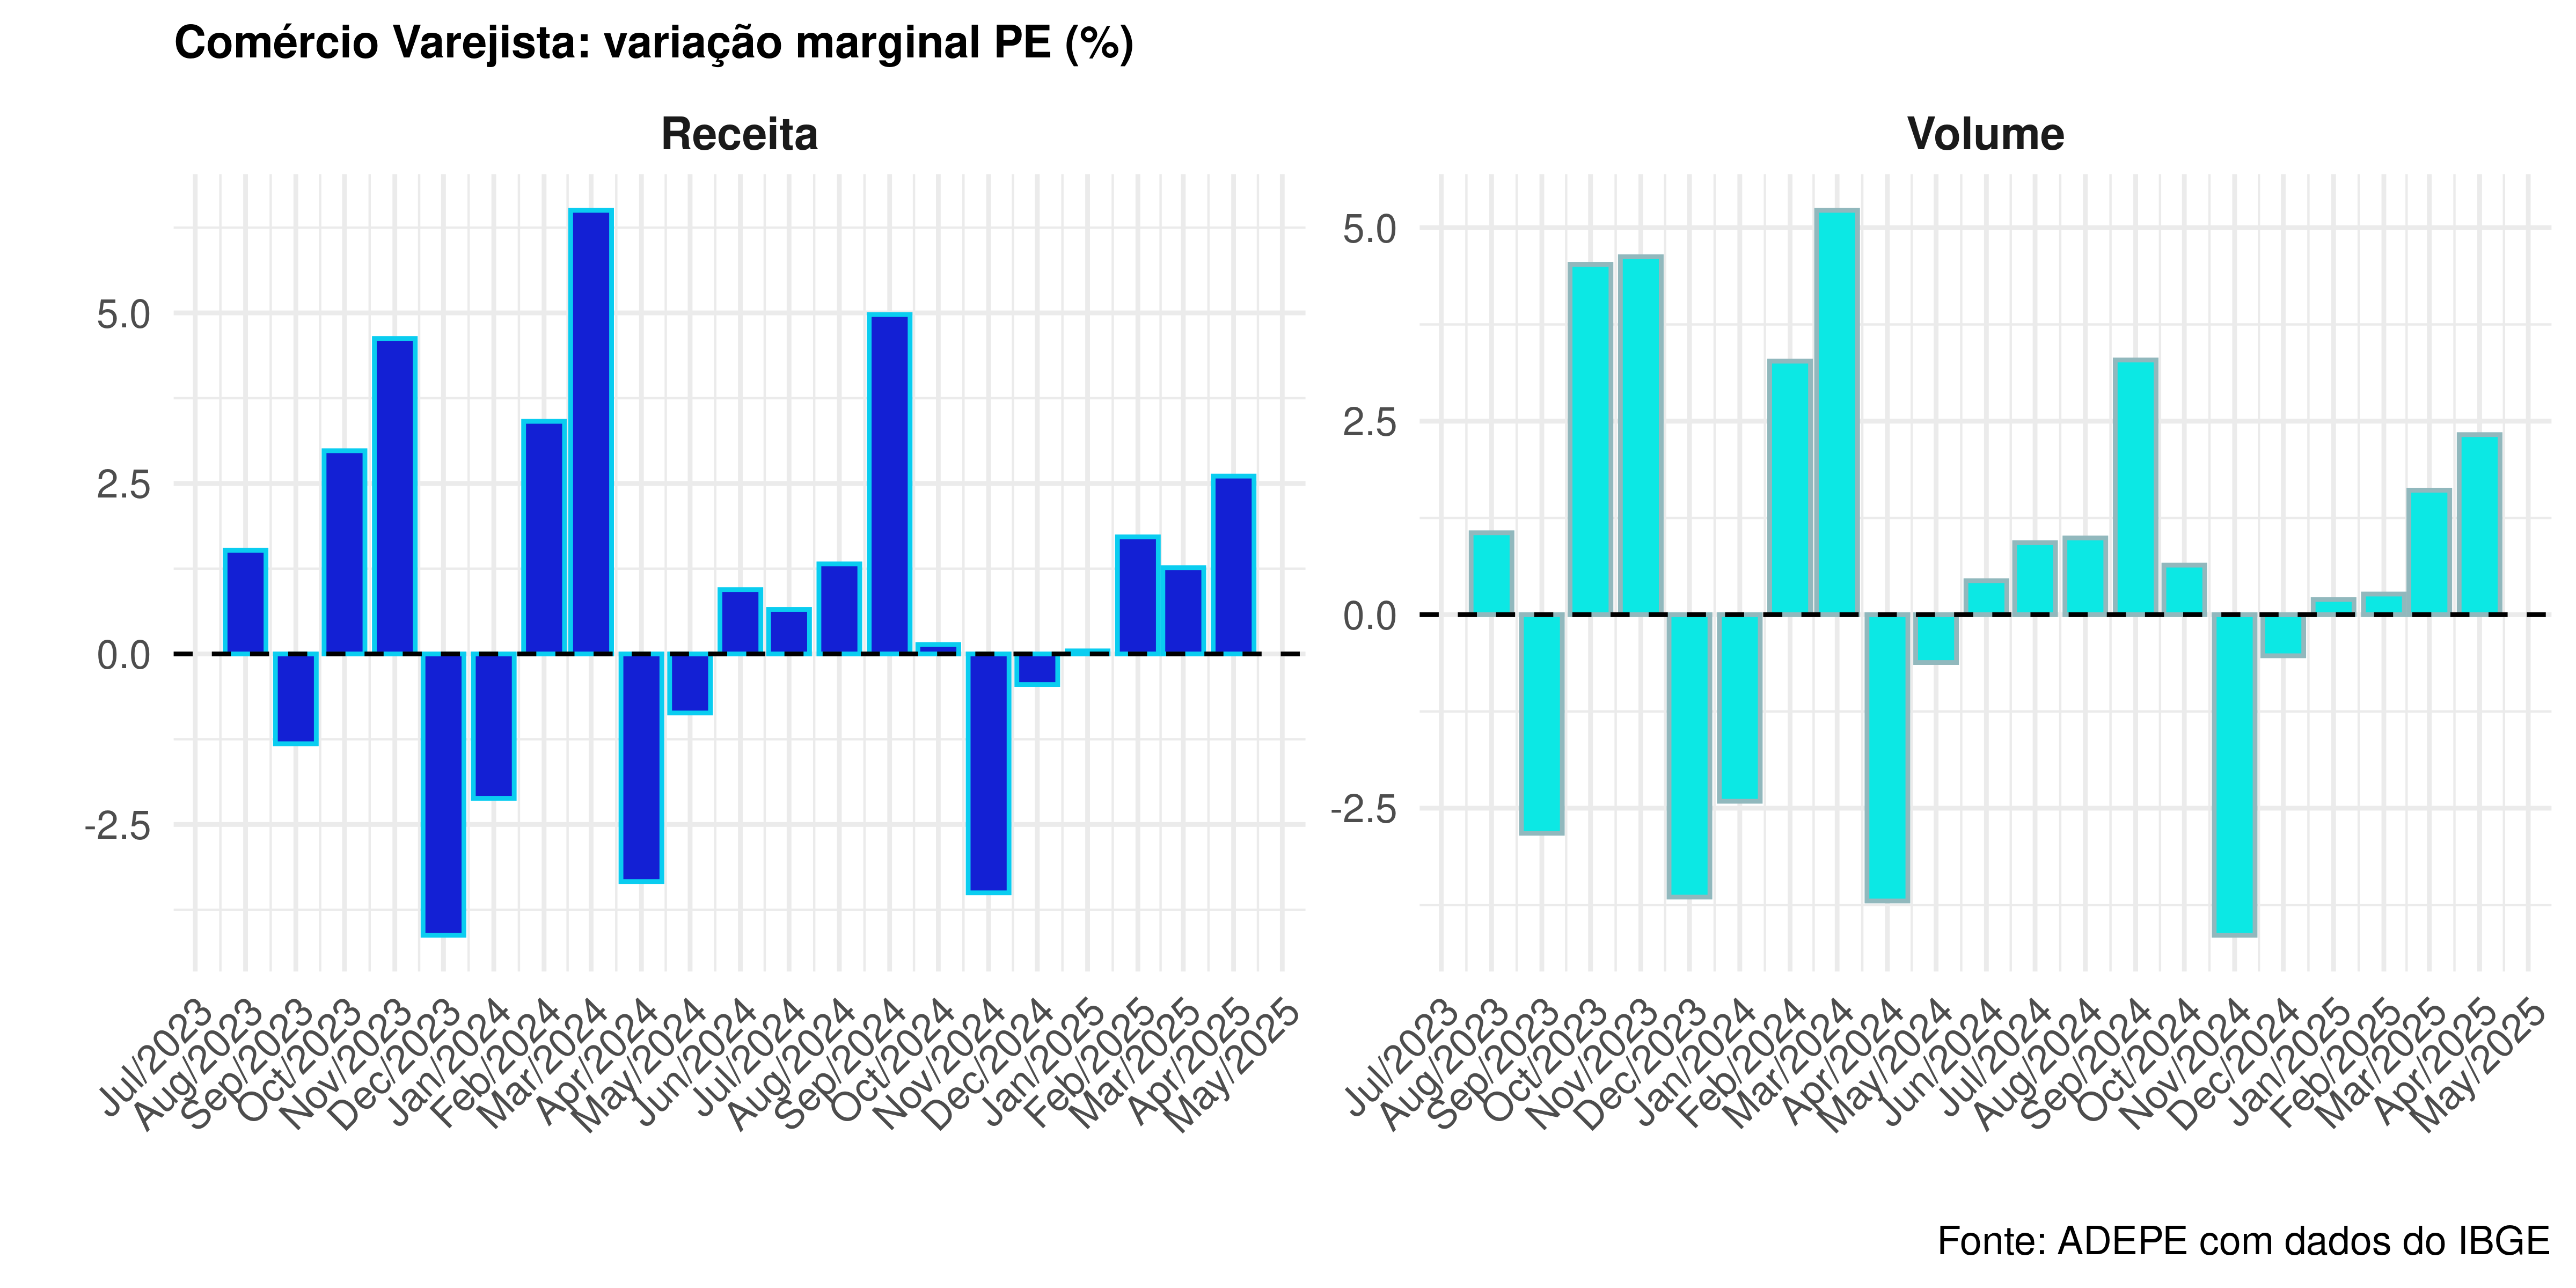 Comércio Varejista: variação marginal PE (%)
Receita
Volume
5.0
2.5
0.0
-2.5
5.0
2.5
0.0
-2.5
Jul/2023
Aug/2023
Sep/2023
Oct/2023
Nov/2023
Dec/2023
Jan/2024
Feb/2024
Mar/2024
Apr/2024
May/2024
Jun/2024
Jul/2024
Aug/2024
Sep/2024
Oct/2024
Nov/2024
Dec/2024
Jan/2025
Feb/2025
Mar/2025
Apr/2025
May/2025
Jul/2023
Aug/2023
Sep/2023
Oct/2023
Nov/2023
Dec/2023
Jan/2024
Feb/2024
Mar/2024
Apr/2024
May/2024
Jun/2024
Jul/2024
Aug/2024
Sep/2024
Oct/2024
Nov/2024
Dec/2024
Jan/2025
Feb/2025
Mar/2025
Apr/2025
May/2025
Fonte: ADEPE com dados do IBGE